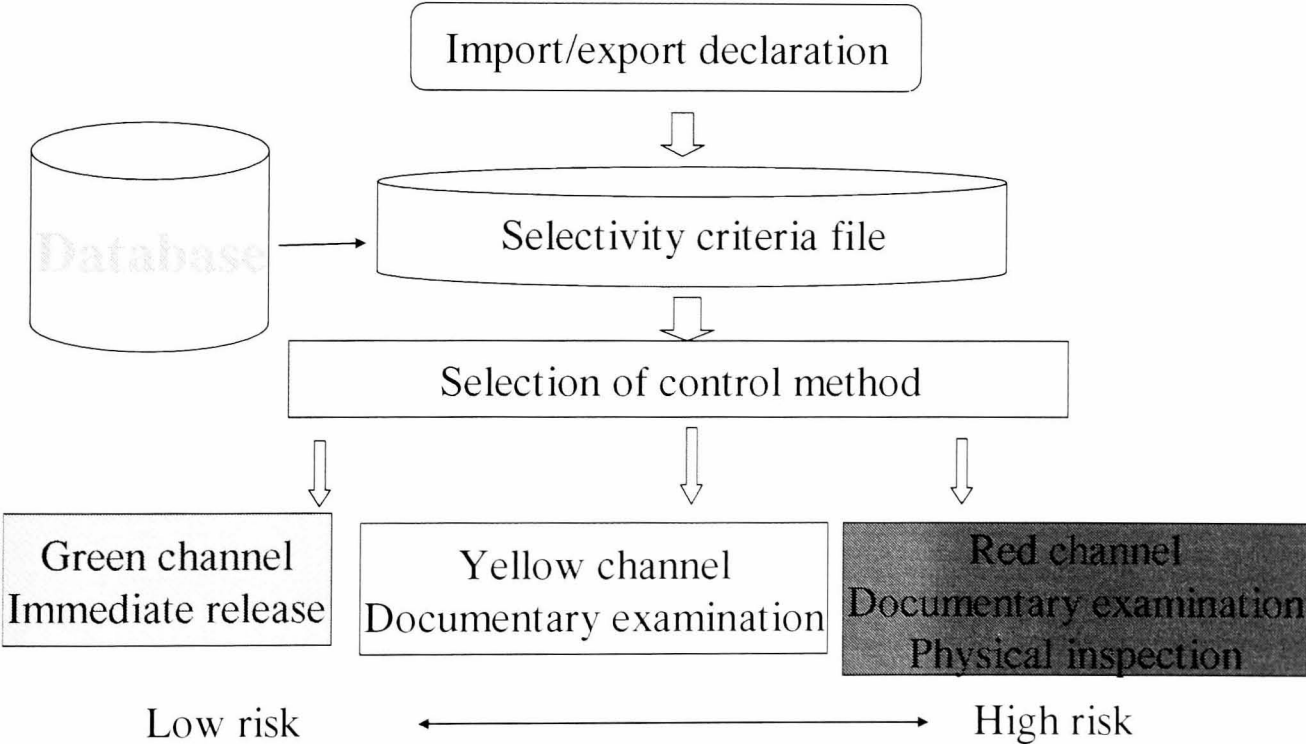 Import/export declaration
Database
Selectivity criteria file
Selection of control method
Green channel
Immediate release
Yellow channel
Documentary examination
Red channel
Documentary examination
Physical inspection
Low risk
High risk